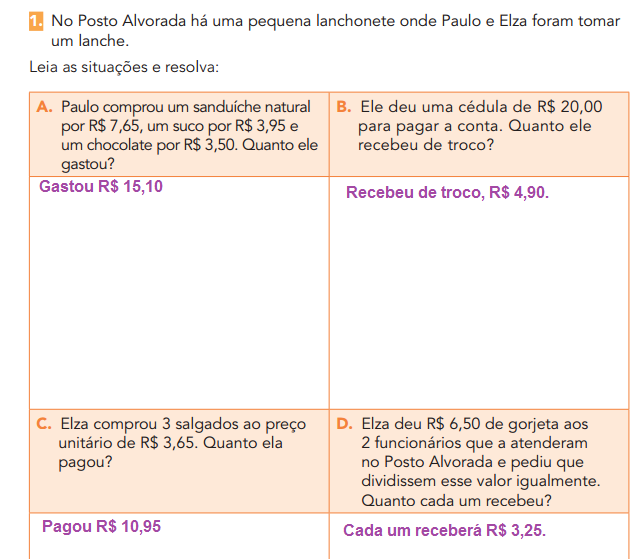 1. No Posto Alvorada há uma pequena lanchonete onde Paulo e Elza foram tomar
um lanche.
Leia as situações e resolva:
A. Paulo comprou um sanduíche natural
por R$ 7,65, um suco por R$ 3,95 e
um chocolate por R$ 3,50. Quanto ele
gastou?
B. Ele deu uma cédula de R$ 20,00
para pagar a conta. Quanto ele
recebeu de troco?
Gastou R$ 15,10
Recebeu de troco, R$ 4,90.
C. Elza comprou 3 salgados ao preço
unitário de R$ 3,65. Quanto ela
pagou?
D. Elza deu R$ 6,50 de gorjeta aos
2 funcionários que a atenderam
no Posto Alvorada e pediu que
dividissem esse valor igualmente.
Quanto cada um recebeu?
Pagou R$ 10,95
Cada um receberá R$ 3,25.